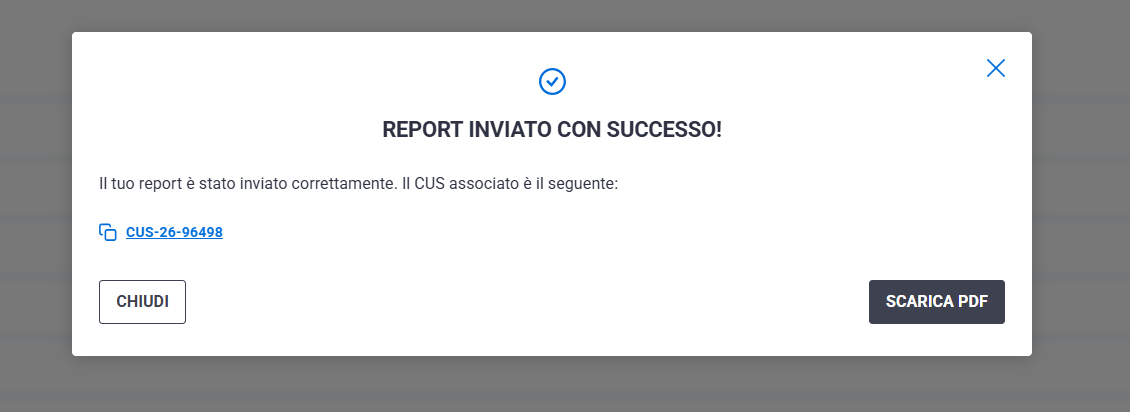 REPORT INVIATO CON SUCCESSO!
Il tuo report è stato inviato correttamente. Il CUS associato è il seguente:
CUS-26-96498
CHIUDI
SCARICA PDF